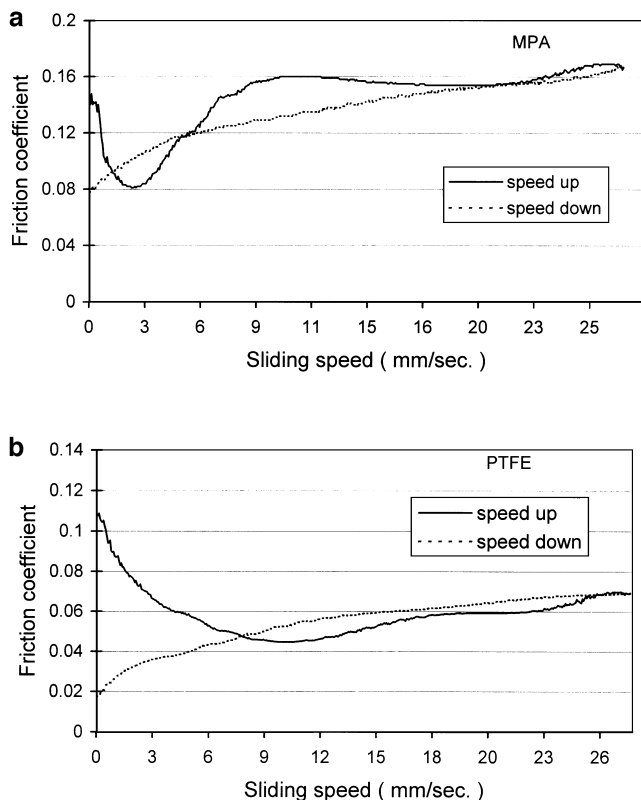 a
MPA
0.2
0.16
0.12
0.08
0.04
0
Friction coefficient
speed up
speed down
0 3 6 9 11 15 16 20 23 25
Sliding speed ( mm/sec. )
b
PTFE
0.14
0.12
0.1
0.08
0.06
0.04
0.02
0
Friction coefficient
speed up
speed down
0 3 6 9 12 15 18 20 23 26
Sliding speed ( mm/sec. )